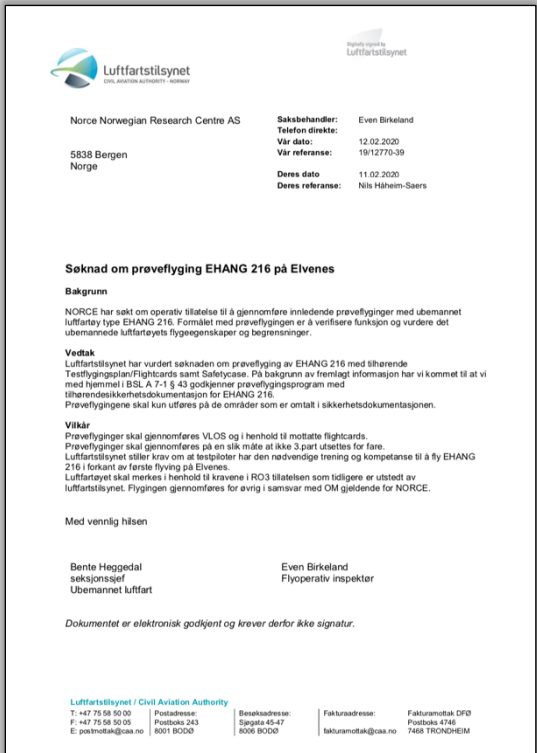 Digitally signed by
Luftfartstilsynet
Luftfartstilsynet
CIVIL AVIATION AUTHORITY - NORWAY
Norce Norwegian Research Centre AS
5838 Bergen
Norge
Saksbehandler: Even Birkeland
Telefon direkte:
Vår dato: 12.02.2020
Vår referanse: 19/12770-39
Deres dato 11.02.2020
Deres referanse: Nils Håheim-Saers
Søknad om prøveflyging EHANG 216 på Elvenes
Bakgrunn
NORCE har søkt om operativ tillatelse til å gjennomføre innledende prøveflyginger med ubemannet
luftfartøy type EHANG 216. Formålet med prøveflygingen er å verifisere funksjon og vurdere det
ubemannede luftfartøyets flygeegenskaper og begrensninger.
Vedtak
Luftfartstilsynet har vurdert søknaden om prøveflyging av EHANG 216 med tilhørende
Testflygingsplan/Flightcards samt Safetycase. På bakgrunn av fremlagt informasjon har vi kommet til at vi
med hjemmel i BSL A 7-1 § 43 godkjenner prøveflygingsprogram med
tilhørendesikkerhetsdokumentasjon for EHANG 216.
Prøveflygingene skal kun utføres på de områder som er omtalt i sikkerhetsdokumentasjonen.
Vilkår
Prøveflyginger skal gjennomføres VLOS og i henhold til mottatte flightcards.
Prøveflyginger skal gjennomføres på en slik måte at ikke 3.part utsettes for fare.
Luftfartstilsynet stiller krav om at testpiloter har den nødvendige trening og kompetanse til å fly EHANG
216 i forkant av første flyving på Elvenes.
Luftfartøyet skal merkes i henhold til kravene i RO3 tillatelsen som tidligere er utstedt av
luftfartstilsynet. Flygingen gjennomføres for øvrig i samsvar med OM gjeldende for NORCE.
Med vennlig hilsen
Bente Heggedal
seksjonssjef
Ubemannet luftfart
Even Birkeland
Flyoperativ inspektør
Dokumentet er elektronisk godkjent og krever derfor ikke signatur.
Luftfartstilsynet / Civil Aviation Authority
T: +47 75 58 50 00
F: +47 75 58 50 05
E: postmottak@caa.no
Postadresse:
Postboks 243
8001 BODØ
Besøksadresse:
Sjøgata 45-47
8006 BODØ
Fakturaadresse:
fakturamottak@caa.no
Fakturamottak DFØ
Postboks 4746
7468 TRONDHEIM